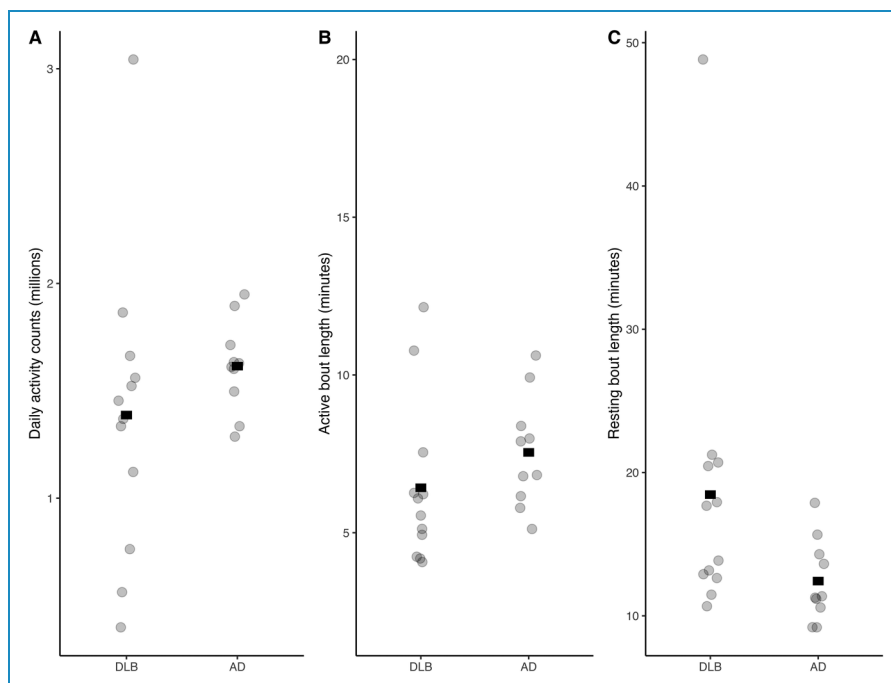 A
Daily activity counts (millions)
3
2
1
DLB
AD
B
Active bout length (minutes)
20
15
10
5
DLB
AD
C
Resting bout length (minutes)
50
40
30
20
10
DLB
AD